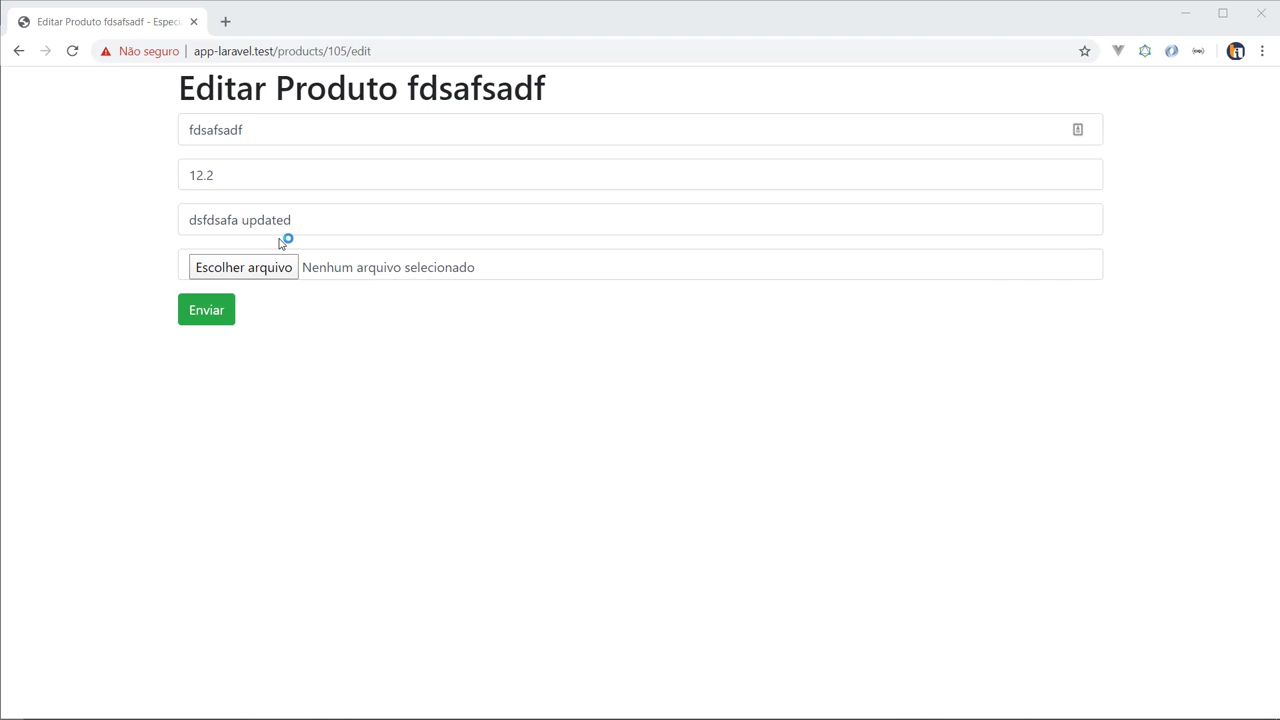 Editar Produto fdsafsadf - Especi
Não seguro
app-laravel.test/products/105/edit
Editar Produto fdsafsadf
fdsafsadf
12.2
dsfdsafa updated
Escolher arquivo Nenhum arquivo selecionado
Enviar